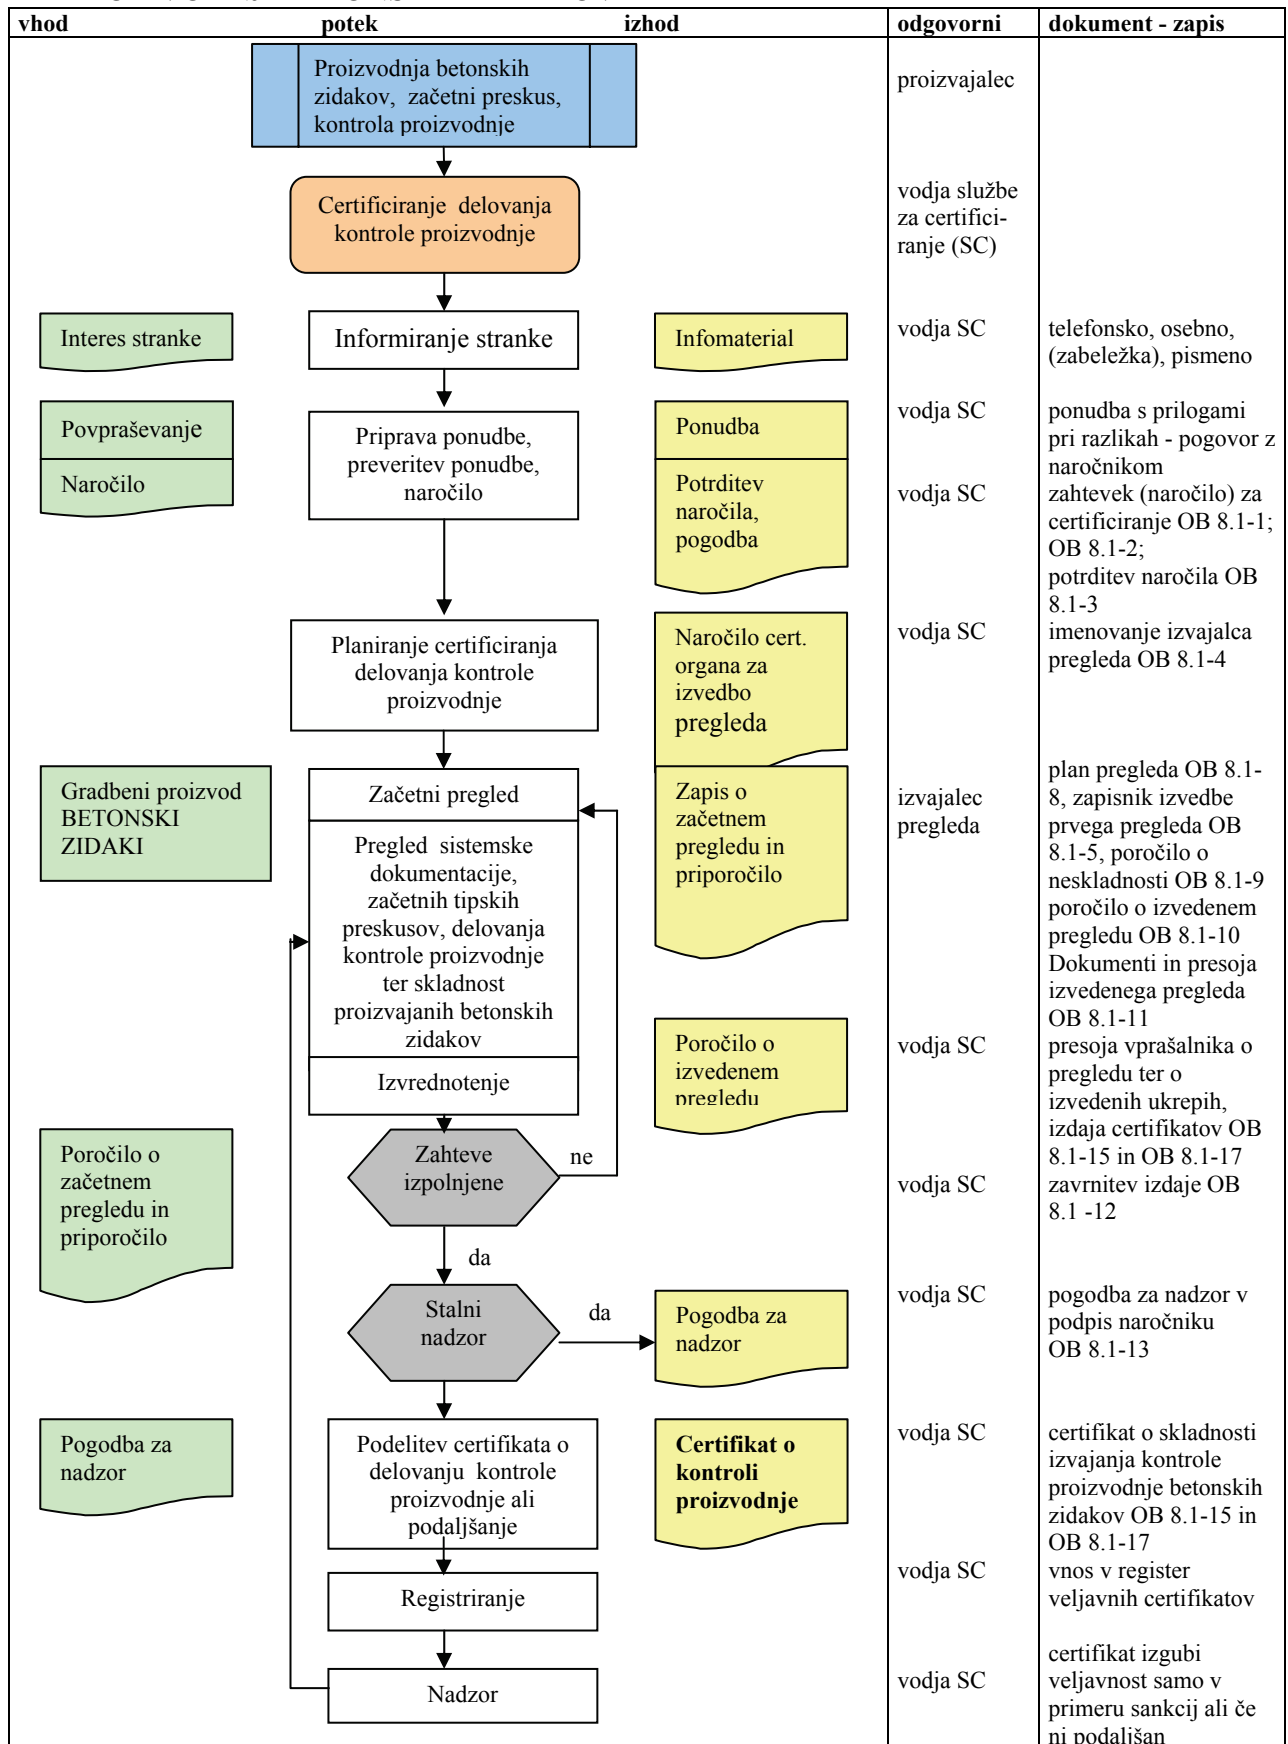 vhod potek izhod odgovorni dokument - zapis
Proizvodnja betonskih
zidakov, začetni preskus,
kontrola proizvodnje
proizvajalec
Certificiranje delovanja
kontrole proizvodnje
vodja službe
za certifici-
ranje (SC)
Interes stranke
Informiranje stranke
Infomaterial
vodja SC
telefonsko, osebno,
(zabeležka), pismeno
Povpraševanje
Naročilo
Priprava ponudbe,
preveritev ponudbe,
naročilo
Ponudba
Potrditev
naročila,
pogodba
vodja SC
vodja SC
ponudba s prilogami
pri razlikah - pogovor z
naročnikom
zahtevek (naročilo) za
certificiranje OB 8.1-1;
OB 8.1-2;
potrditev naročila OB
8.1-3
Planiranje certificiranja
delovanja kontrole
proizvodnje
Naročilo cert.
organa za
izvedbo
pregleda
vodja SC
imenovanje izvajalca
pregleda OB 8.1-4
Gradbeni proizvod
BETONSKI
ZIDAKI
Začetni pregled
Pregled sistemske
dokumentacije,
začetnih tipskih
preskusov, delovanja
kontrole proizvodnje
ter skladnost
proizvajanih betonskih
zidakov
Izvrednotenje
Zapis o
začetnem
pregledu in
priporočilo
izvajalec
pregleda
plan pregleda OB 8.1-
8, zapisnik izvedbe
prvega pregleda OB
8.1-5, poročilo o
neskladnosti OB 8.1-9
poročilo o izvedenem
pregledu OB 8.1-10
Dokumenti in presoja
izvedenega pregleda
OB 8.1-11
Poročilo o
izvedenem
pregledu
vodja SC
presoja vprašalnika o
pregledu ter o
izvedenih ukrepih,
izdaja certifikatov OB
8.1-15 in OB 8.1-17
Poročilo o
začetnem
pregledu in
priporočilo
Zahteve
izpolnjene
ne
da
vodja SC
zavrnitev izdaje OB
8.1 -12
Stalni
nadzor
da
Pogodba za
nadzor
vodja SC
pogodba za nadzor v
podpis naročniku
OB 8.1-13
Pogodba za
nadzor
Podelitev certifikata o
delovanju kontrole
proizvodnje ali
podaljšanje
Certifikat o
kontroli
proizvodnje
vodja SC
certifikat o skladnosti
izvajanja kontrole
proizvodnje betonskih
zidakov OB 8.1-15 in
OB 8.1-17
Registriranje
vodja SC
vnos v register
veljavnih certifikatov
Nadzor
vodja SC
certifikat izgubi
veljavnost samo v
primeru sankcij ali če
ni podaljšan